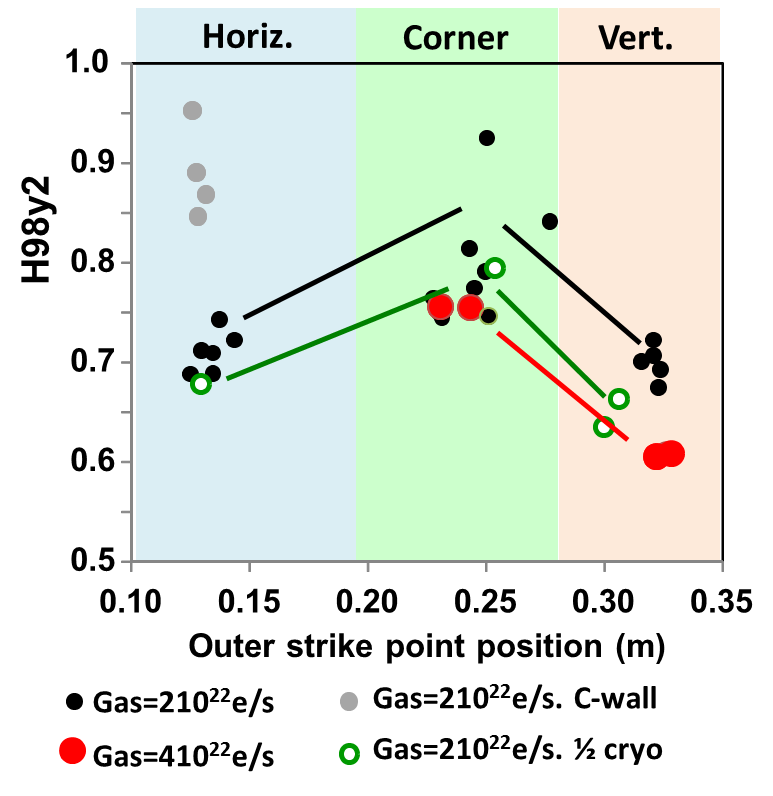 Horiz. Corner Vert.
1.0
0.9
0.8
0.7
0.6
0.5
H98y2
0.10 0.15 0.20 0.25 0.30 0.35
Outer strike point position (m)
Gas=210²²e/s Gas=210²²e/s. C-wall
Gas=410²²e/s Gas=210²²e/s. ½ cryo